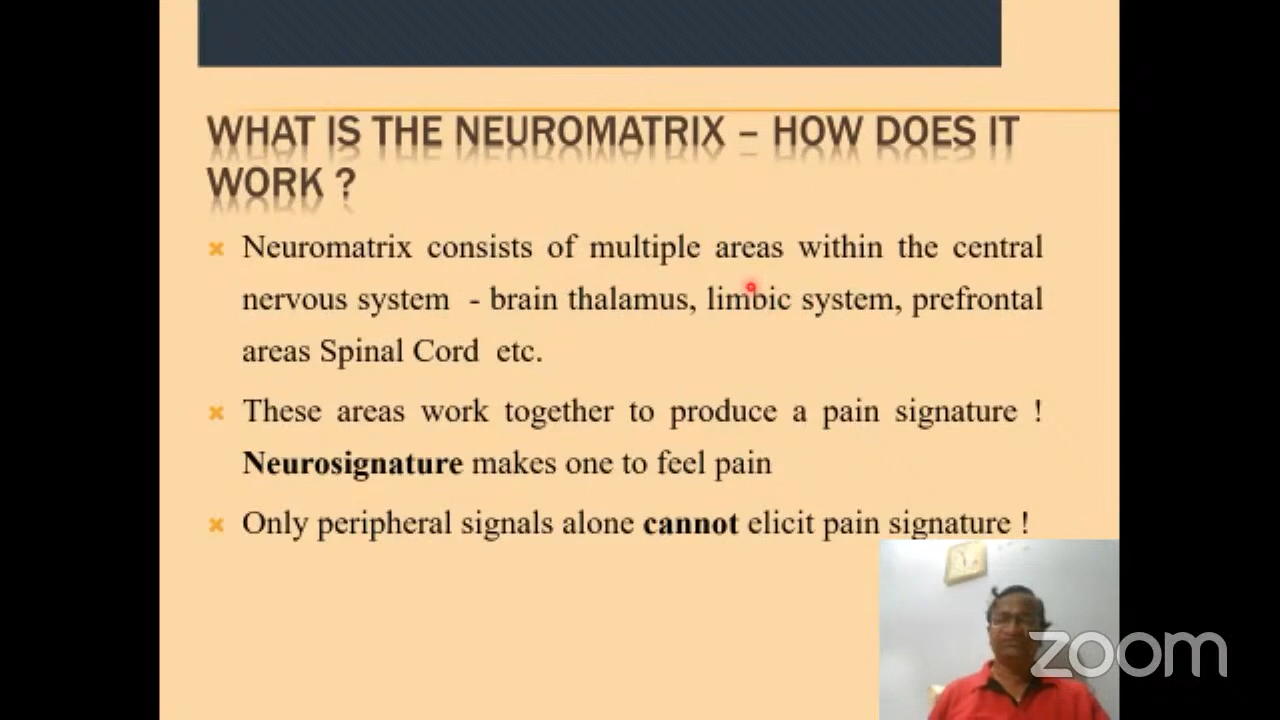 WHAT IS THE NEUROMATRIX – HOW DOES IT
WORK ?
Neuromatrix consists of multiple areas within the central
nervous system - brain thalamus, limbic system, prefrontal
areas Spinal Cord etc.
These areas work together to produce a pain signature !
Neurosignature makes one to feel pain
Only peripheral signals alone cannot elicit pain signature !
zoom